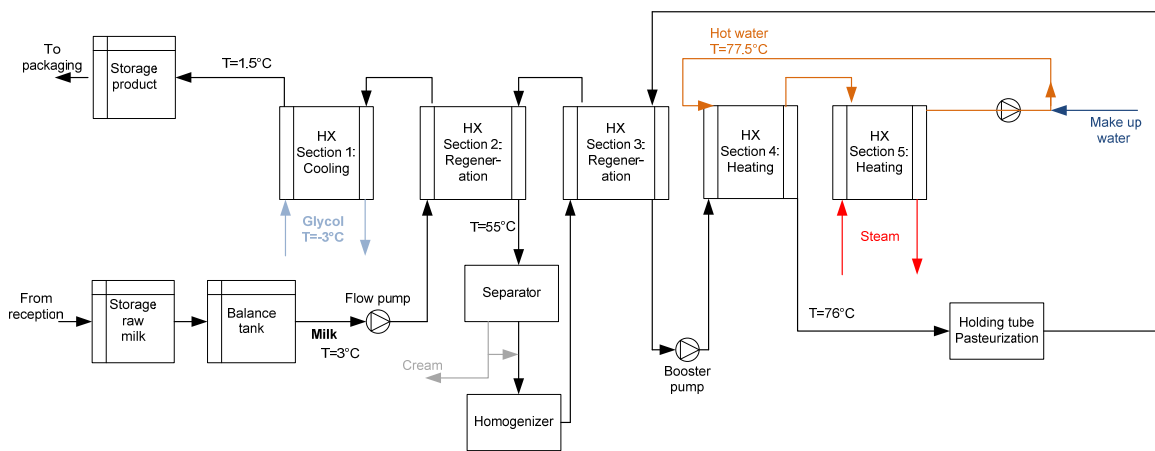 To
packaging
Storage
product
T=1.5°C
HX
Section 1:
Cooling
Glycol
T=-3°C
HX
Section 2:
Regener-
ation
HX
Section 3:
Regener-
ation
Hot water
T=77.5°C
HX
Section 4:
Heating
HX
Section 5:
Heating
Make up
water
Steam
T=55°C
From
reception
Storage
raw
milk
Balance
tank
Flow pump
Milk
T=3°C
Separator
Cream
Homogenizer
Booster
pump
T=76°C
Holding tube
Pasteurization